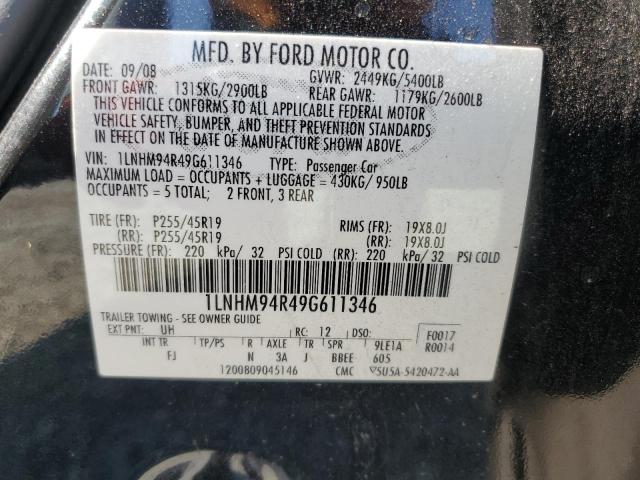 MFD. BY FORD MOTOR CO.
DATE: 09/08 GVWR: 2449KG/5400LB
FRONT GAWR: 1315KG/2900LB REAR GAWR: 1179KG/2600LB
THIS VEHICLE CONFORMS TO ALL APPLICABLE FEDERAL MOTOR
VEHICLE SAFETY, BUMPER, AND THEFT PREVENTION STANDARDS
IN EFFECT ON THE DATE OF MANUFACTURE SHOWN ABOVE.
VIN: 1LNHM94R49G611346 TYPE: Passenger Car
MAXIMUM LOAD = OCCUPANTS + LUGGAGE = 430KG/950LB
OCCUPANTS = 5 TOTAL; 2 FRONT, 3 REAR
TIRE (FR): P255/45R19 RIMS (FR): 19X8.0J
(RR): P255/45R19 (RR): 19X8.0J
PRESSURE (FR): 220 kPa/ 32 PSI COLD (RR): 220 kPa/ 32 PSI COLD
1LNHM94R49G611346
TRAILER TOWING - SEE OWNER GUIDE
EXT PNT: UH RC: 12 DSO: F0017
INT TR TP/PS R AXLE TR SPR 9LE1A R0014
FJ N 3A J BBEE 605
1200809045146 CMC 5U5A-5420472-AA